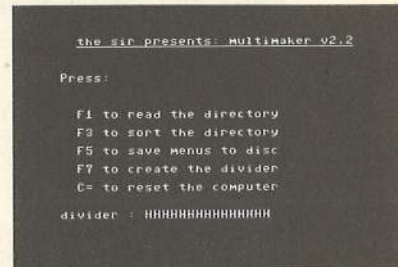 the sir presents: Multimaker v2.2
Press:
F1 to read the directory
F3 to sort the directory
F5 to save Menus to disc
F7 to create the divider
C= to reset the computer
divider : HHHHHHHHHHHHHHHH